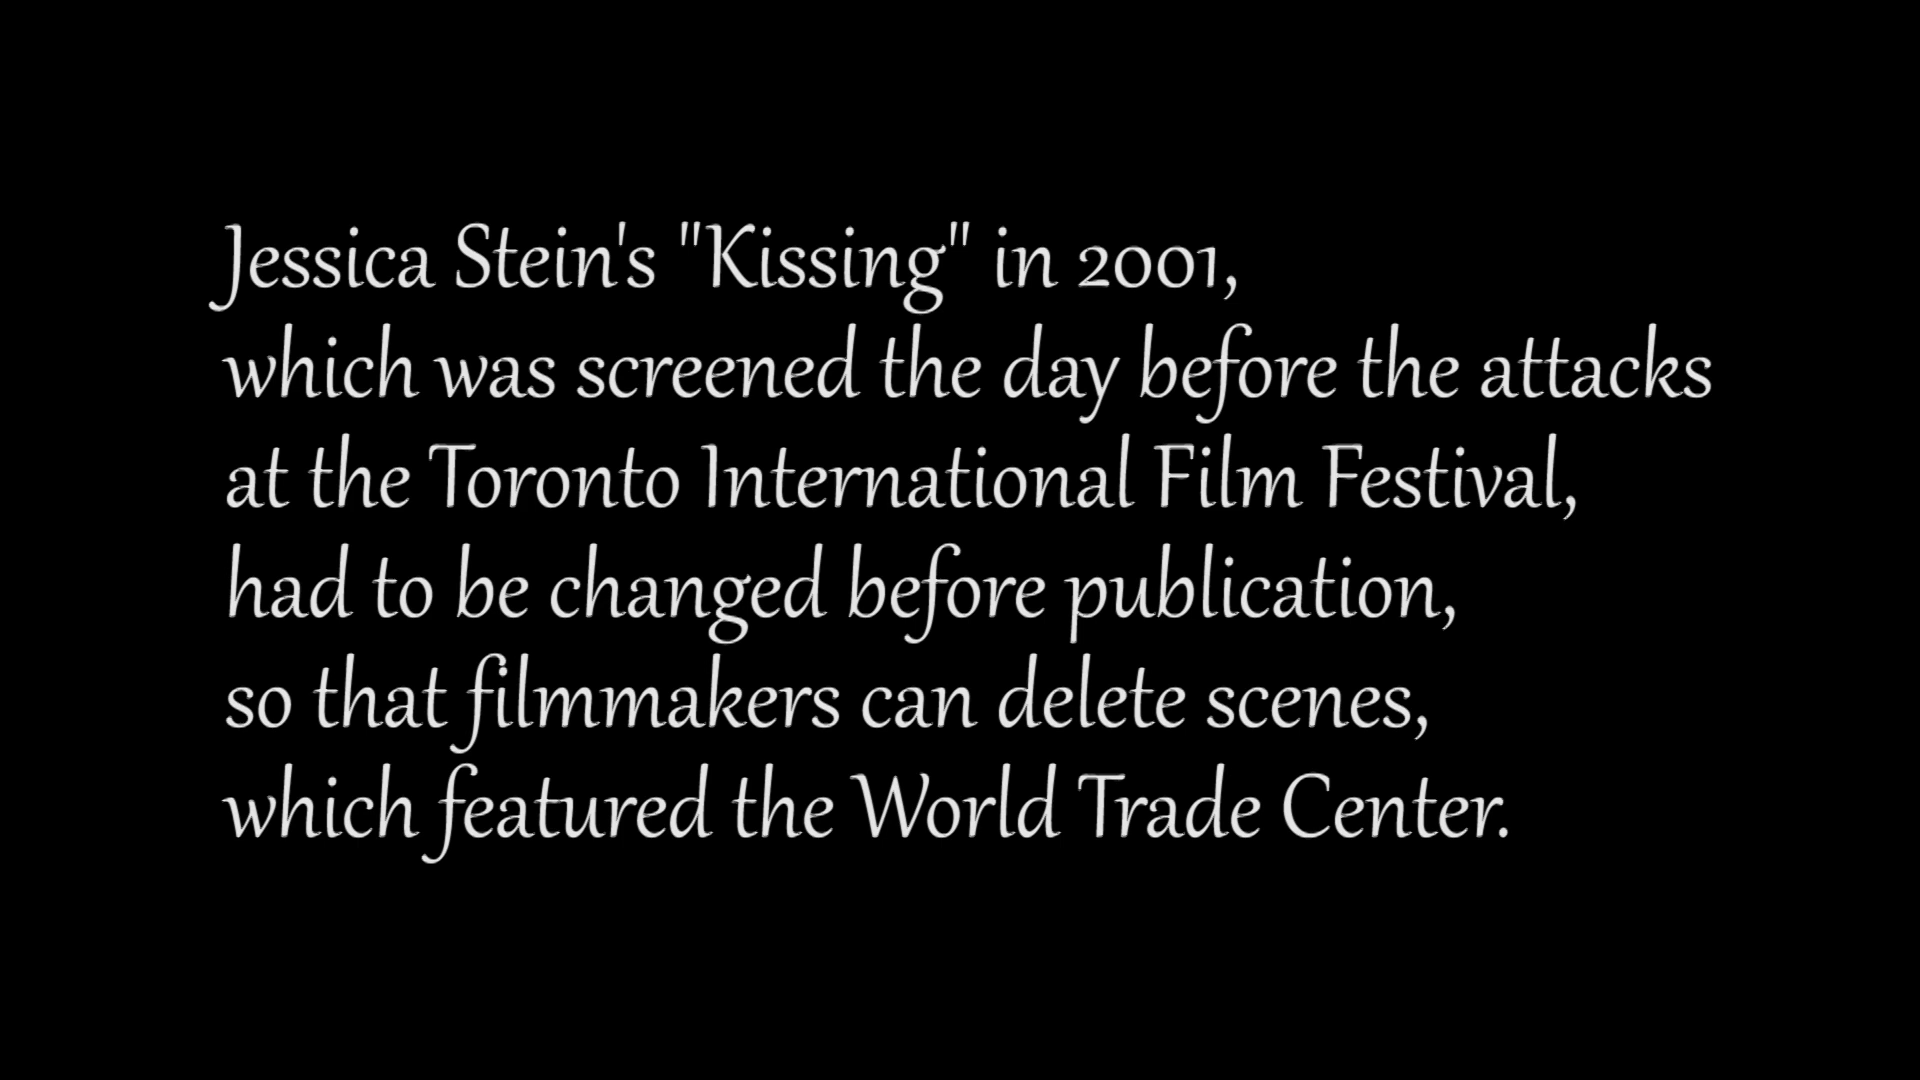 Jessica Stein's "Kissing" in 2001,
which was screened the day before the attacks
at the Toronto International Film Festival,
had to be changed before publication,
so that filmmakers can delete scenes,
which featured the World Trade Center.